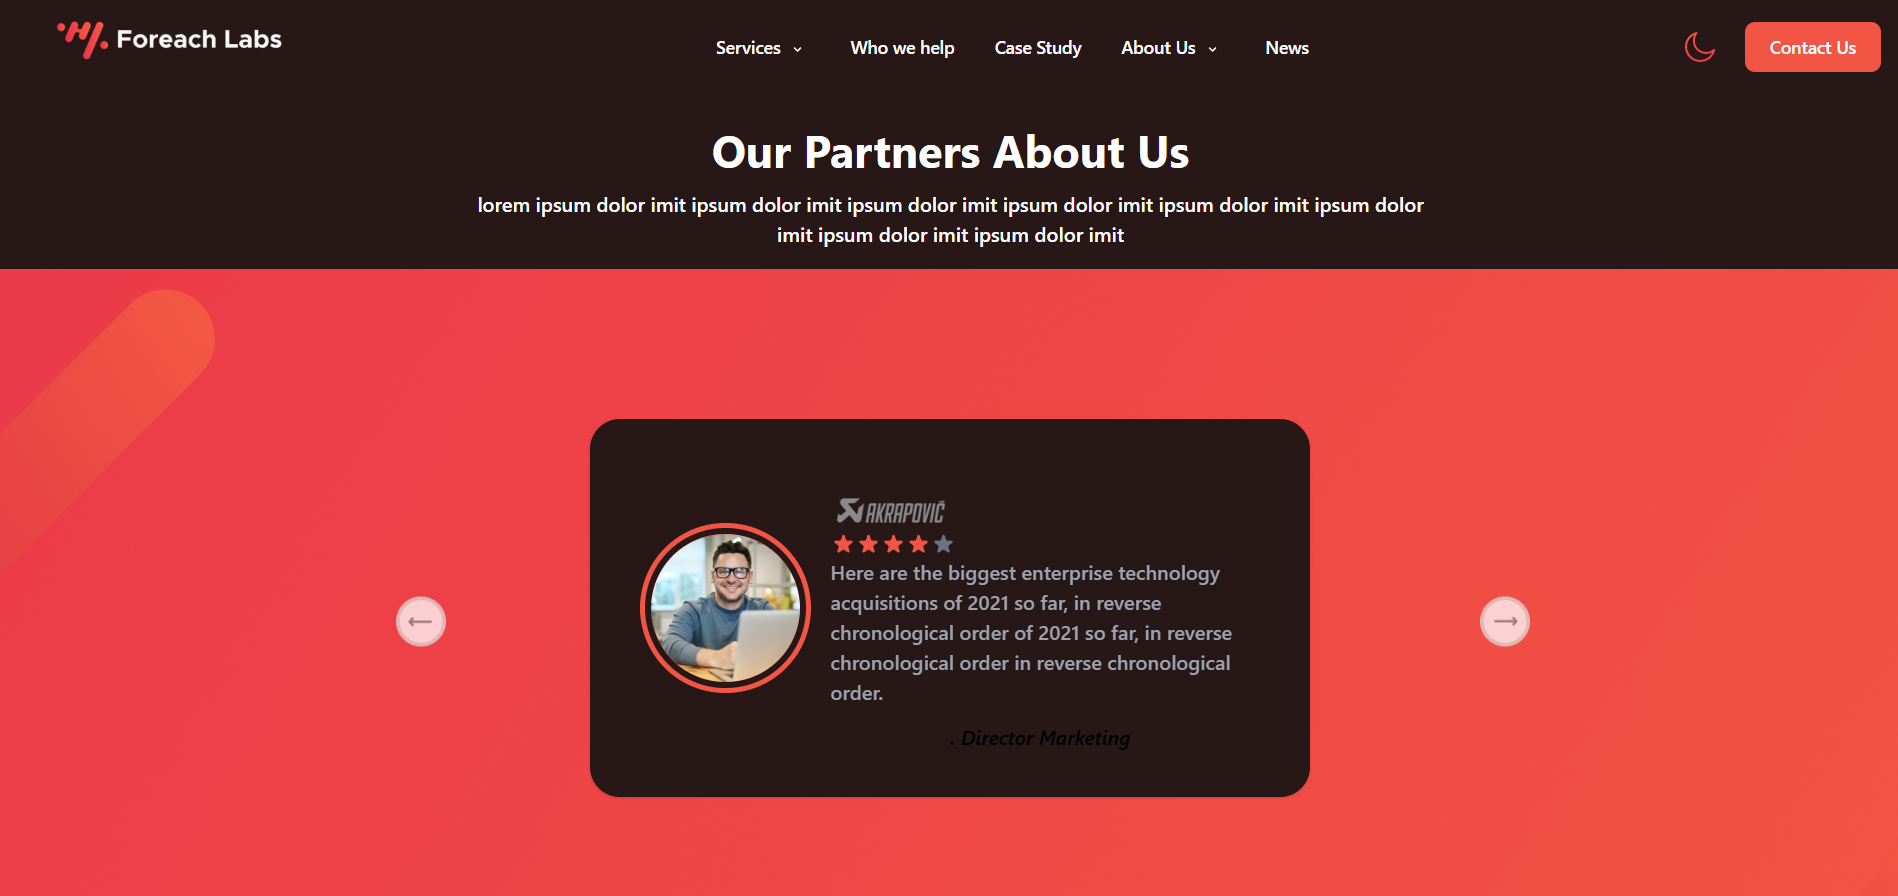 Foreach Labs
Services
Who we help
Case Study
About Us
News
Contact Us
Our Partners About Us
lorem ipsum dolor imit ipsum dolor imit ipsum dolor imit ipsum dolor imit ipsum dolor imit ipsum dolor
imit ipsum dolor imit ipsum dolor imit
AKRAPOVIČ
Here are the biggest enterprise technology
acquisitions of 2021 so far, in reverse
chronological order of 2021 so far, in reverse
chronological order in reverse chronological
order.
. Director Marketing